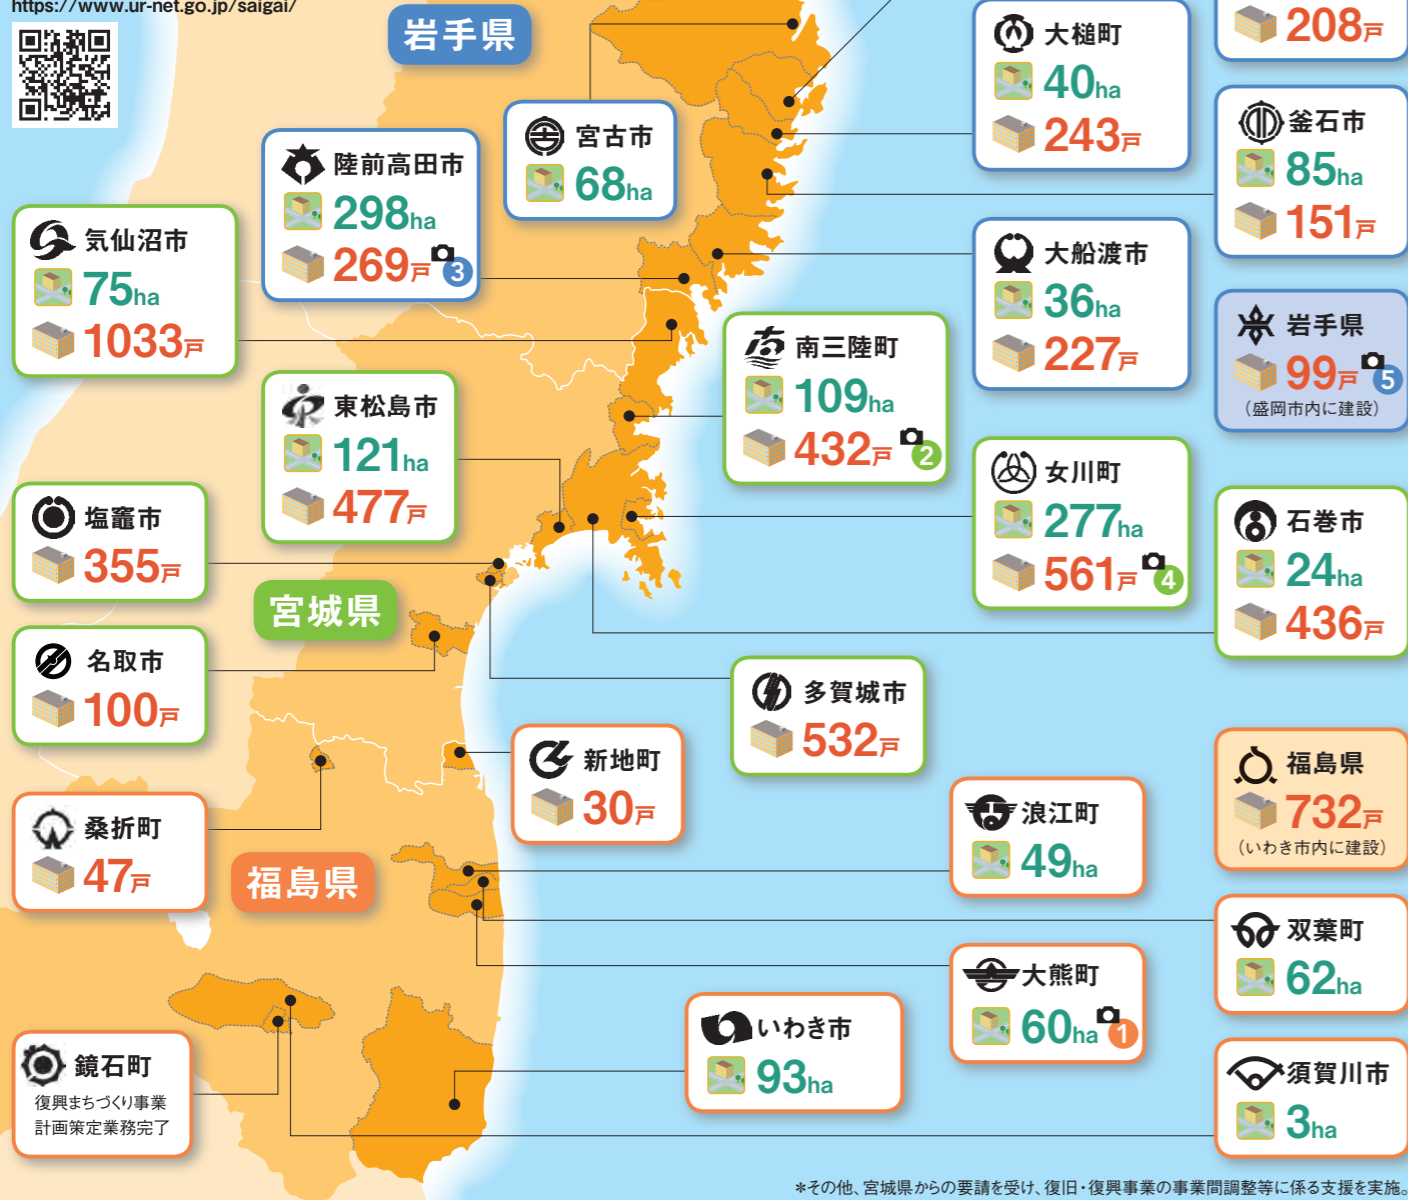 https://www.ur-net.go.jp/saigai/
岩手県
大槌町
40ha
243戸
208戸
宮古市
68ha
釜石市
85ha
151戸
陸前高田市
298ha
269戸
3
気仙沼市
75ha
1033戸
大船渡市
36ha
227戸
岩手県
99戸
5
（盛岡市内に建設）
南三陸町
109ha
432戸
2
東松島市
121ha
477戸
女川町
277ha
561戸
4
石巻市
24ha
436戸
塩竈市
355戸
宮城県
名取市
100戸
多賀城市
532戸
新地町
30戸
福島県
732戸
（いわき市内に建設）
桑折町
47戸
福島県
浪江町
49ha
双葉町
62ha
大熊町
60ha
1
いわき市
93ha
鏡石町
復興まちづくり事業
計画策定業務完了
須賀川市
3ha
＊その他、宮城県からの要請を受け、復旧・復興事業の事業間調整等に係る支援を実施。